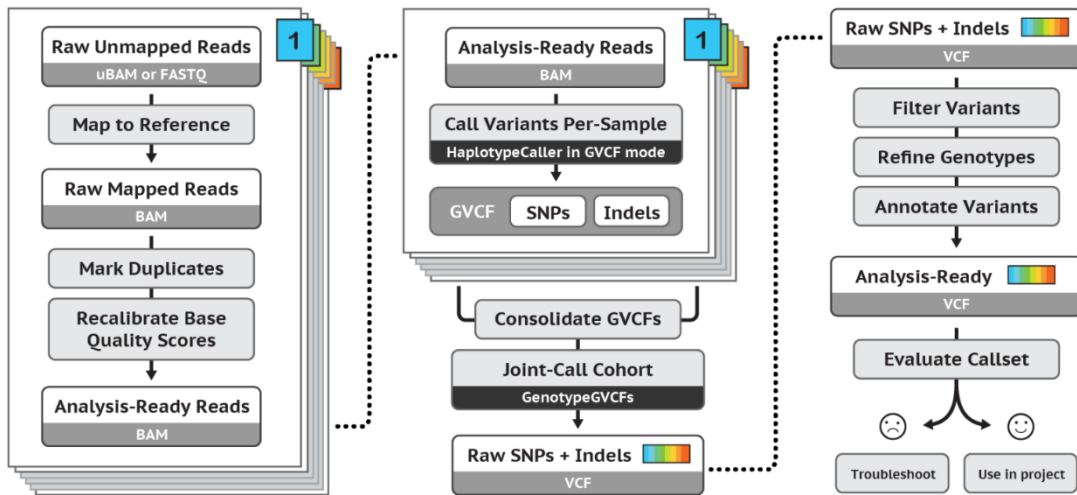 1
Raw Unmapped Reads
uBAM or FASTQ
Map to Reference
Raw Mapped Reads
BAM
Mark Duplicates
Recalibrate Base
Quality Scores
Analysis-Ready Reads
BAM
1
Analysis-Ready Reads
BAM
Call Variants Per-Sample
HaplotypeCaller in GVCF mode
GVCF SNPs Indels
Consolidate GVCFs
Joint-Call Cohort
GenotypeGVCFs
Raw SNPs + Indels
VCF
Raw SNPs + Indels
VCF
Filter Variants
Refine Genotypes
Annotate Variants
Analysis-Ready
VCF
Evaluate Callset
Troubleshoot Use in project